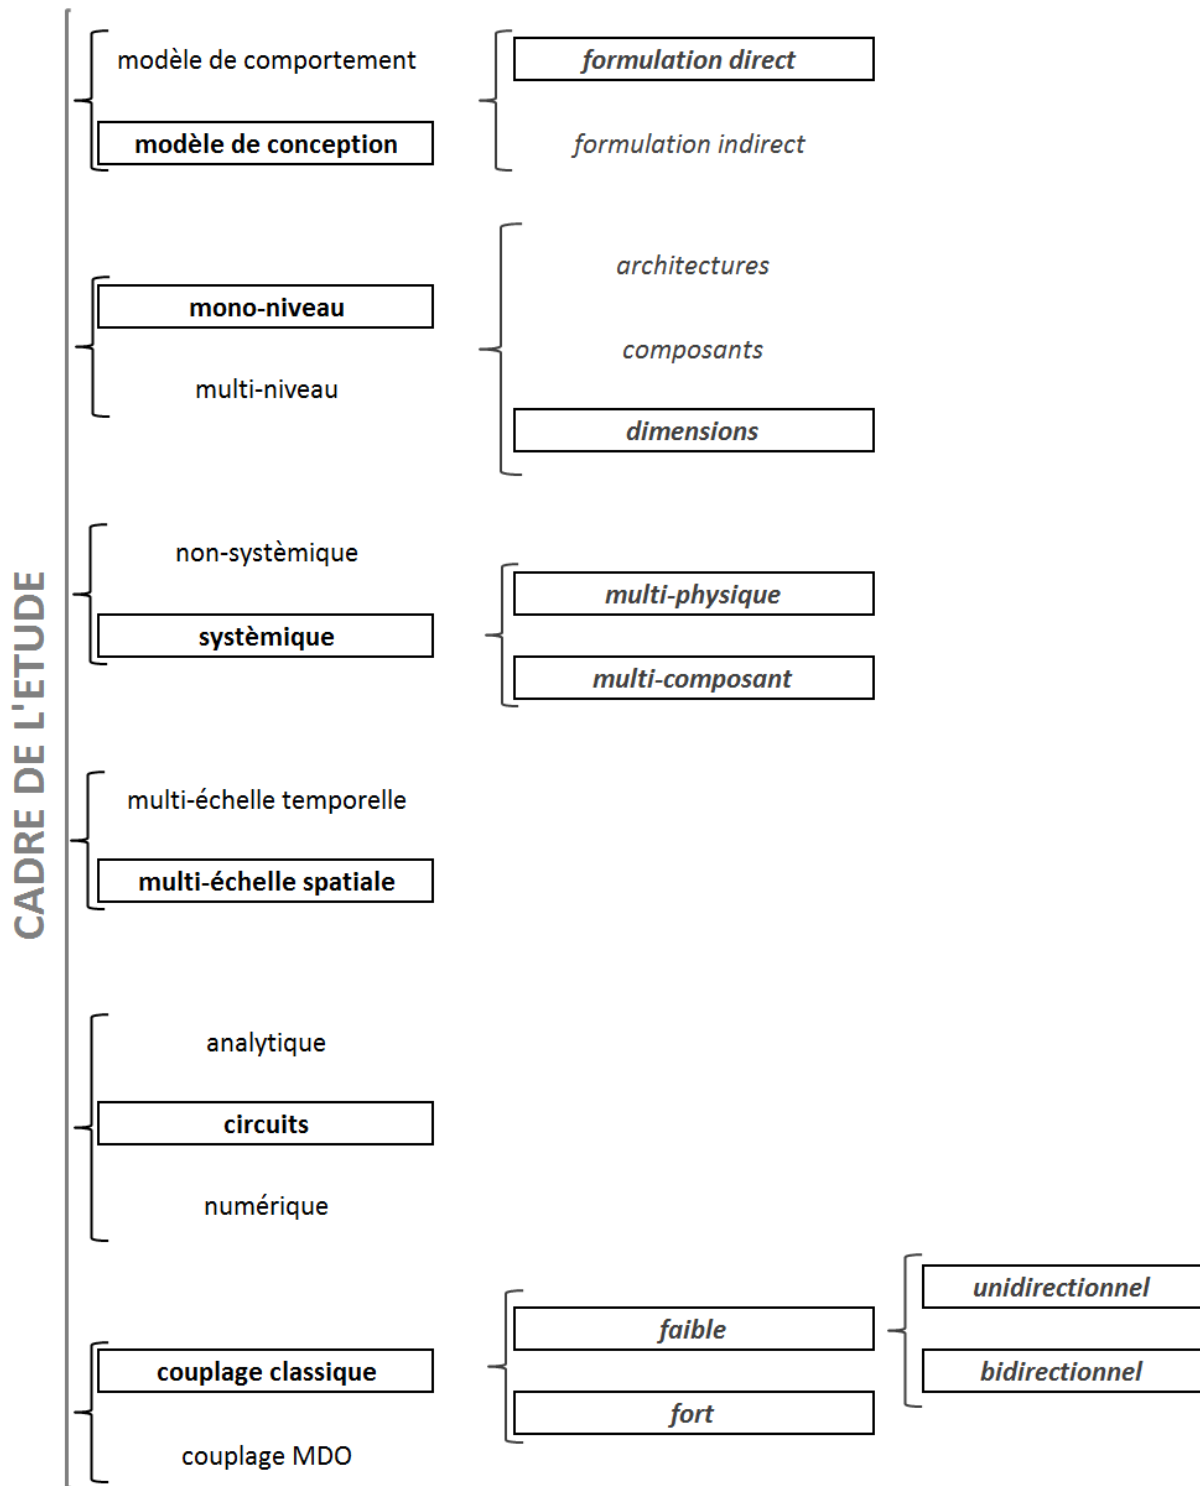 CADRE DE L'ETUDE
modèle de comportement
modèle de conception
formulation direct
formulation indirect
mono-niveau
multi-niveau
architectures
composants
dimensions
non-systèmique
systèmique
multi-physique
multi-composant
multi-échelle temporelle
multi-échelle spatiale
analytique
circuits
numérique
couplage classique
couplage MDO
faible
fort
unidirectionnel
bidirectionnel